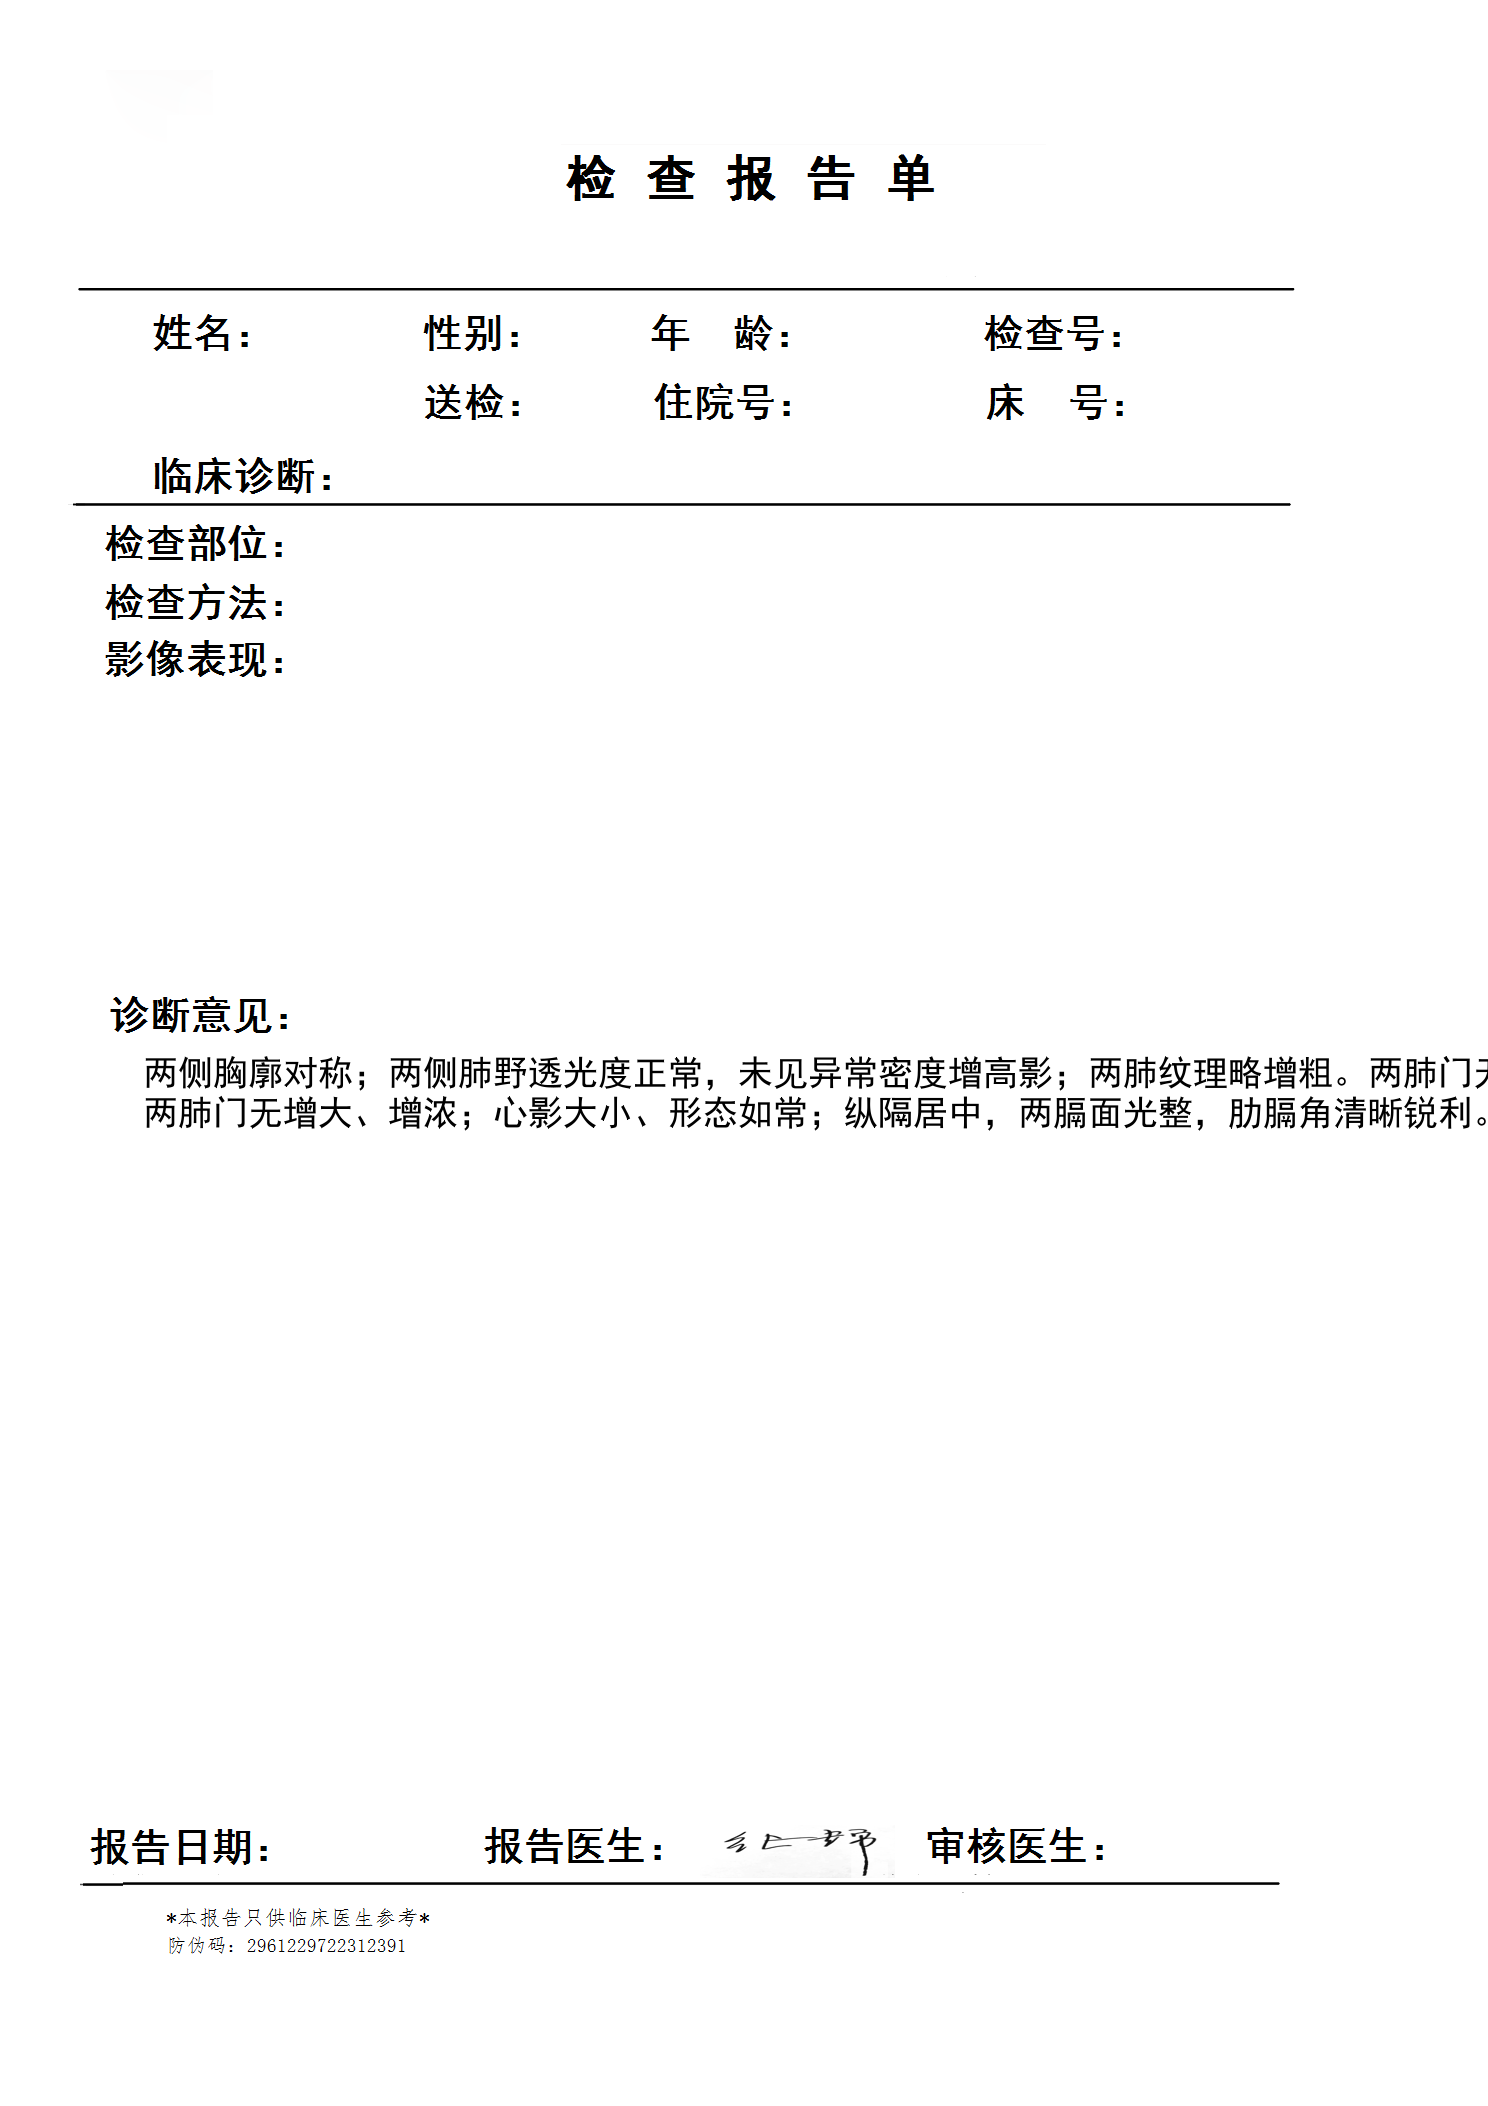 检查报告单
姓名： 性别： 年 龄： 检查号：
送检： 住院号： 床 号：
临床诊断：
检查部位：
检查方法：
影像表现：
诊断意见：
两侧胸廓对称；两侧肺野透光度正常，未见异常密度增高影；两肺纹理略增粗。两肺门无
两肺门无增大、增浓；心影大小、形态如常；纵隔居中，两膈面光整，肋膈角清晰锐利。
报告日期： 报告医生： 审核医生：
*本报告只供临床医生参考*
防伪码：2961229722312391